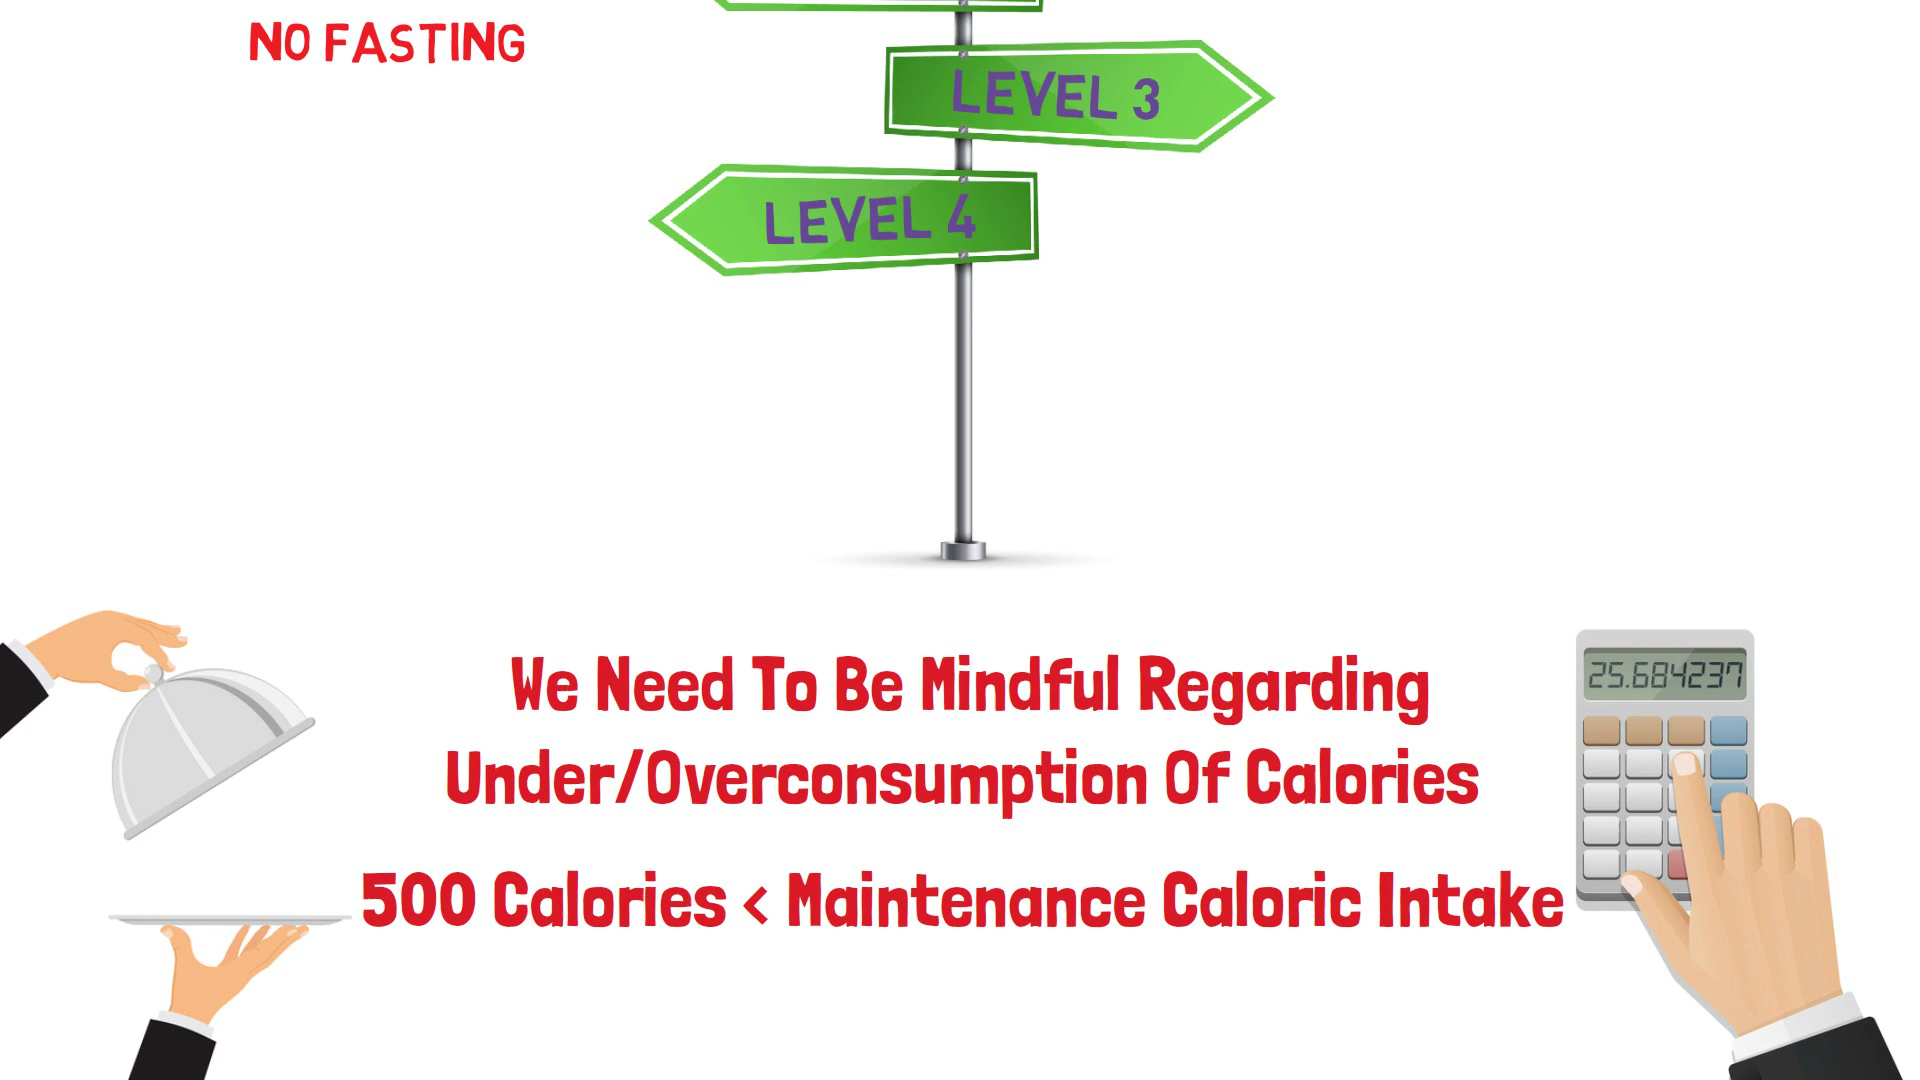 NO FASTING
LEVEL 3
LEVEL 4
We Need To Be Mindful Regarding
Under/Overconsumption Of Calories
500 Calories < Maintenance Caloric Intake
25.684237